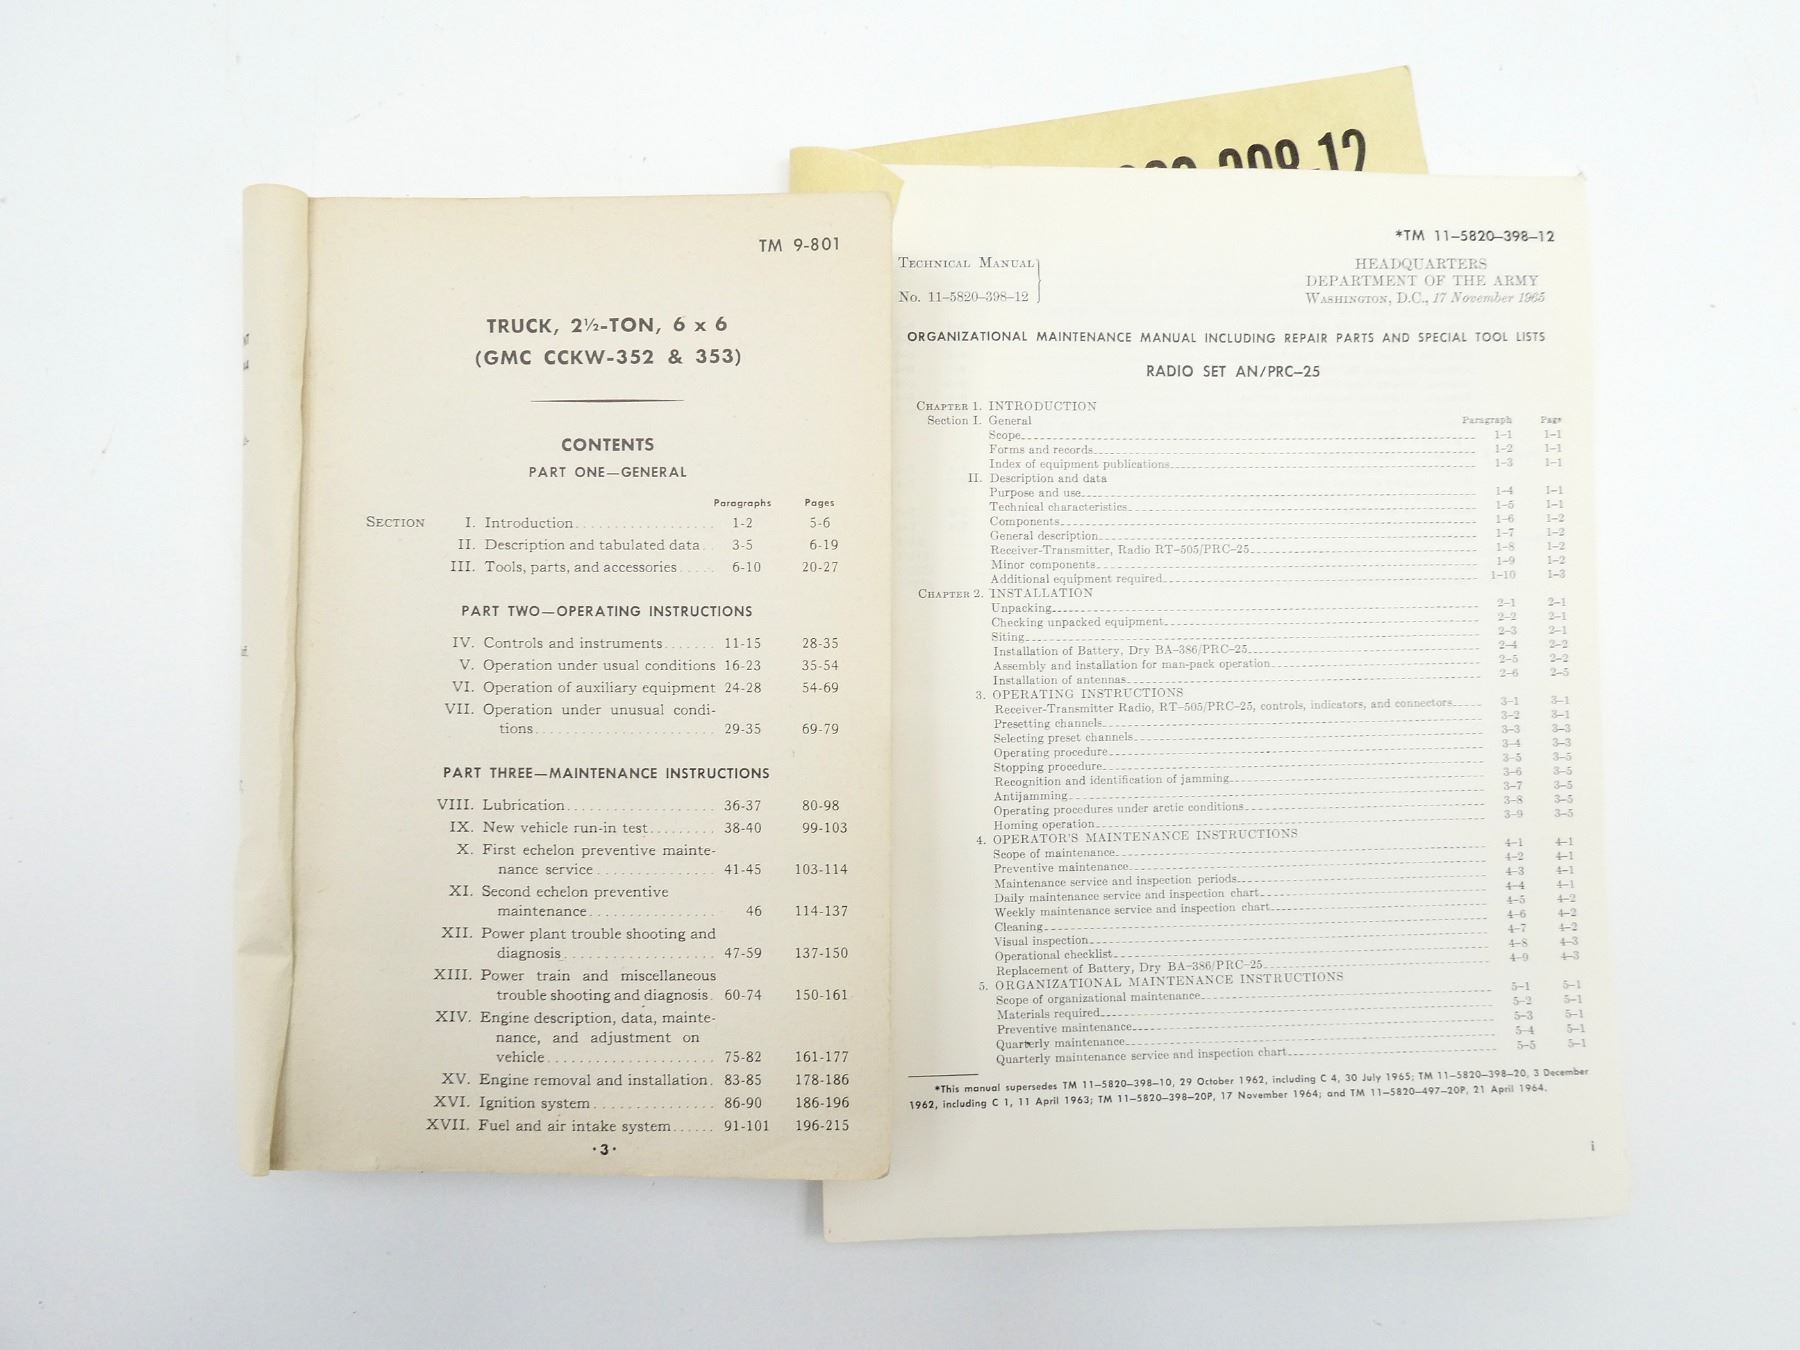 TM 9-801
TRUCK, 2½-TON, 6 x 6
(GMC CCKW-352 & 353)
CONTENTS
PART ONE—GENERAL
Paragraphs Pages
SECTION I. Introduction 1-2 5-6
II. Description and tabulated data 3-5 6-19
III. Tools, parts, and accessories 6-10 20-27
PART TWO—OPERATING INSTRUCTIONS
IV. Controls and instruments 11-15 28-35
V. Operation under usual conditions 16-23 35-54
VI. Operation of auxiliary equipment 24-28 54-69
VII. Operation under unusual condi-
tions 29-35 69-79
PART THREE—MAINTENANCE INSTRUCTIONS
VIII. Lubrication 36-37 80-98
IX. New vehicle run-in test 38-40 99-103
X. First echelon preventive mainte-
nance service 41-45 103-114
XI. Second echelon preventive
maintenance 46 114-137
XII. Power plant trouble shooting and
diagnosis 47-59 137-150
XIII. Power train and miscellaneous
trouble shooting and diagnosis 60-74 150-161
XIV. Engine description, data, mainte-
nance, and adjustment on
vehicle 75-82 161-177
XV. Engine removal and installation 83-85 178-186
XVI. Ignition system 86-90 186-196
XVII. Fuel and air intake system 91-101 196-215
·3·
398-12
*TM 11–5820–398–12
TECHNICAL MANUAL
No. 11–5820–398–12
HEADQUARTERS
DEPARTMENT OF THE ARMY
WASHINGTON, D.C., 17 November 1965
ORGANIZATIONAL MAINTENANCE MANUAL INCLUDING REPAIR PARTS AND SPECIAL TOOL LISTS
RADIO SET AN/PRC–25
CHAPTER 1. INTRODUCTION
Section I. General Paragraph Page
Scope 1–1 1–1
Forms and records 1–2 1–1
Index of equipment publications 1–3 1–1
II. Description and data
Purpose and use 1–4 1–1
Technical characteristics 1–5 1–1
Components 1–6 1–2
General description 1–7 1–2
Receiver-Transmitter, Radio RT–505/PRC–25 1–8 1–2
Minor components 1–9 1–2
Additional equipment required 1–10 1–3
CHAPTER 2. INSTALLATION
Unpacking 2–1 2–1
Checking unpacked equipment 2–2 2–1
Siting 2–3 2–1
Installation of Battery, Dry BA–386/PRC–25 2–4 2–2
Assembly and installation for man-pack operation 2–5 2–2
Installation of antennas 2–6 2–5
3. OPERATING INSTRUCTIONS
Receiver-Transmitter Radio, RT–505/PRC–25, controls, indicators, and connectors 3–1 3–1
Presetting channels 3–2 3–1
Selecting preset channels 3–3 3–3
Operating procedure 3–4 3–3
Stopping procedure 3–5 3–5
Recognition and identification of jamming 3–6 3–5
Antijamming 3–7 3–5
Operating procedures under arctic conditions 3–8 3–5
Homing operation 3–9 3–5
4. OPERATOR'S MAINTENANCE INSTRUCTIONS
Scope of maintenance 4–1 4–1
Preventive maintenance 4–2 4–1
Maintenance service and inspection periods 4–3 4–1
Daily maintenance service and inspection chart 4–4 4–1
Weekly maintenance service and inspection chart 4–5 4–2
Cleaning 4–6 4–2
Visual inspection 4–7 4–2
Operational checklist 4–8 4–3
Replacement of Battery, Dry BA–386/PRC–25 4–9 4–3
5. ORGANIZATIONAL MAINTENANCE INSTRUCTIONS
Scope of organizational maintenance 5–1 5–1
Materials required 5–2 5–1
Preventive maintenance 5–3 5–1
Quarterly maintenance 5–4 5–1
Quarterly maintenance service and inspection chart 5–5 5–1
*This manual supersedes TM 11–5820–398–10, 29 October 1962, including C 4, 30 July 1965; TM 11–5820–398–20, 3 December
1962, including C 1, 11 April 1963; TM 11–5820–398–20P, 17 November 1964; and TM 11–5820–497–20P, 21 April 1964.
i